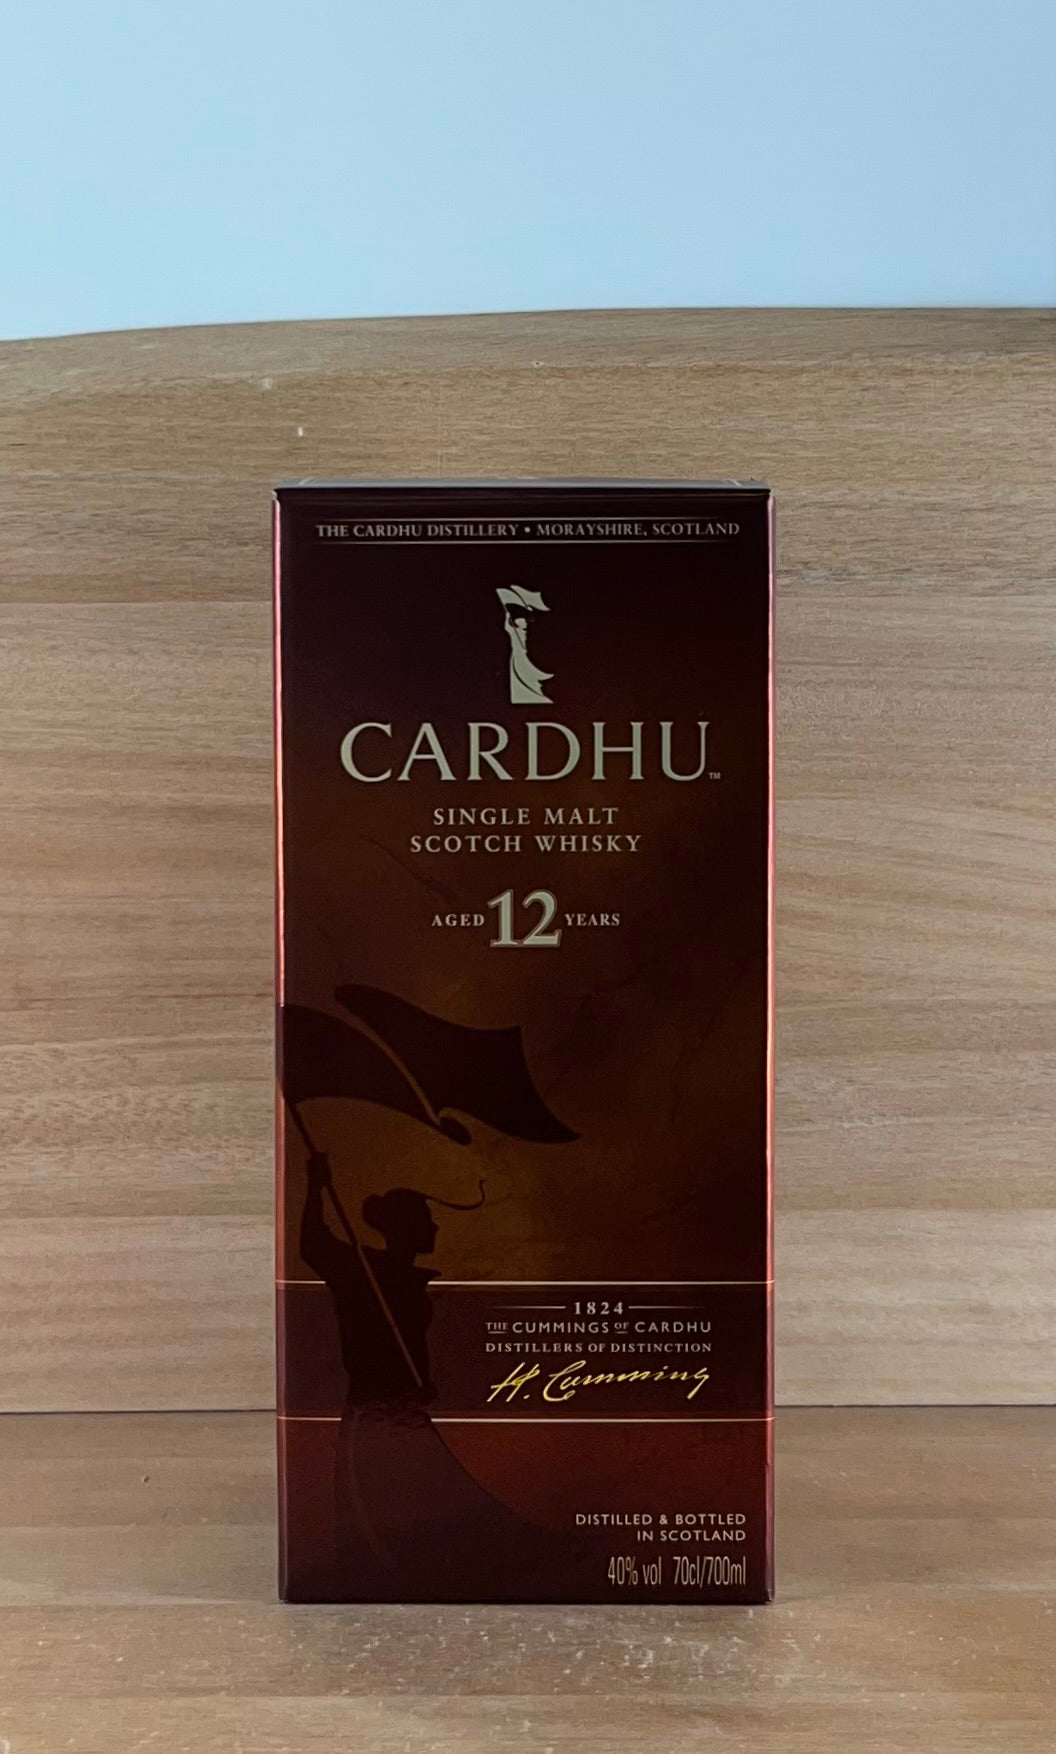 THE CARDHU DISTILLERY • MORAYSHIRE, SCOTLAND
CARDHU™
SINGLE MALT
SCOTCH WHISKY
AGED 12 YEARS
1824
THE CUMMINGS OF CARDHU
DISTILLERS OF DISTINCTION
H. Cumming
DISTILLED & BOTTLED
IN SCOTLAND
40% vol 70cl/700ml